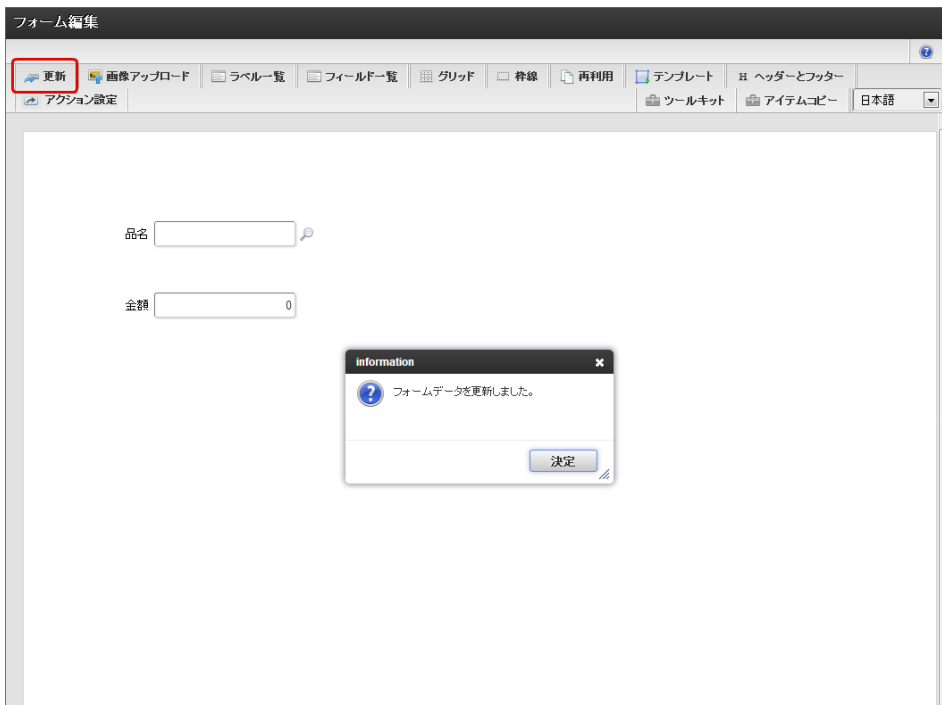 フォーム編集
更新 画像アップロード ラベル一覧 フィールド一覧 グリッド 枠線 再利用 テンプレート H ヘッダーとフッター
アクション設定 ツールキット アイテムコピー 日本語
品名
金額 0
information
フォームデータを更新しました。
決定